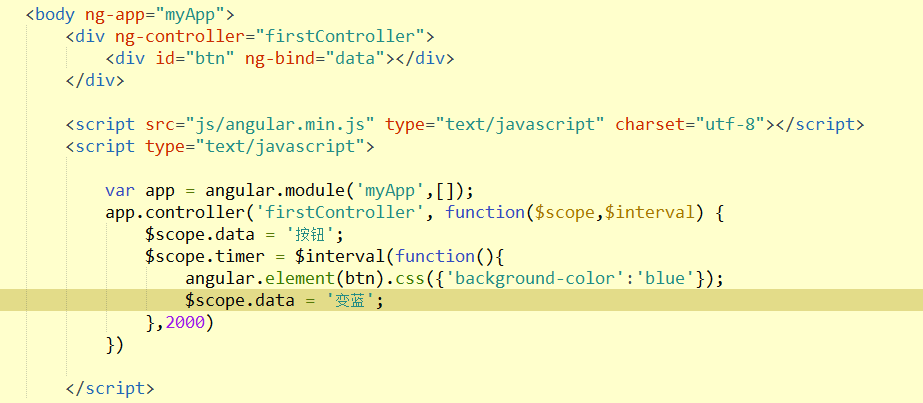 <body ng-app="myApp">
<div ng-controller="firstController">
<div id="btn" ng-bind="data"></div>
</div>
<script src="js/angular.min.js" type="text/javascript" charset="utf-8"></script>
<script type="text/javascript">
var app = angular.module('myApp',[]);
app.controller('firstController', function($scope,$interval) {
$scope.data = '按钮';
$scope.timer = $interval(function(){
angular.element(btn).css({'background-color':'blue'});
$scope.data = '变蓝';
},2000)
})
</script>